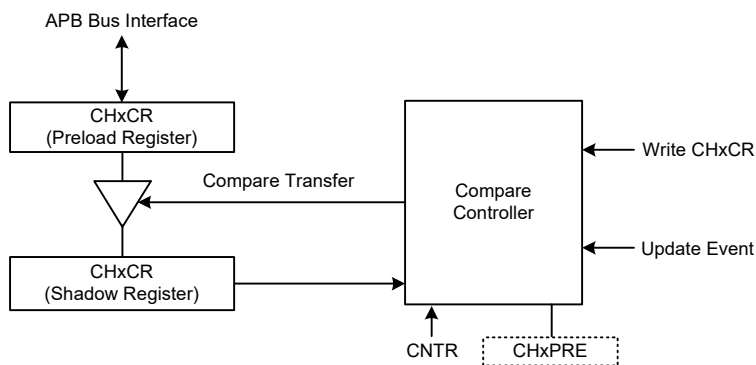 APB Bus Interface
CHxCR
(Preload Register)
Compare Transfer
CHxCR
(Shadow Register)
Compare
Controller
Write CHxCR
Update Event
CNTR
CHxPRE